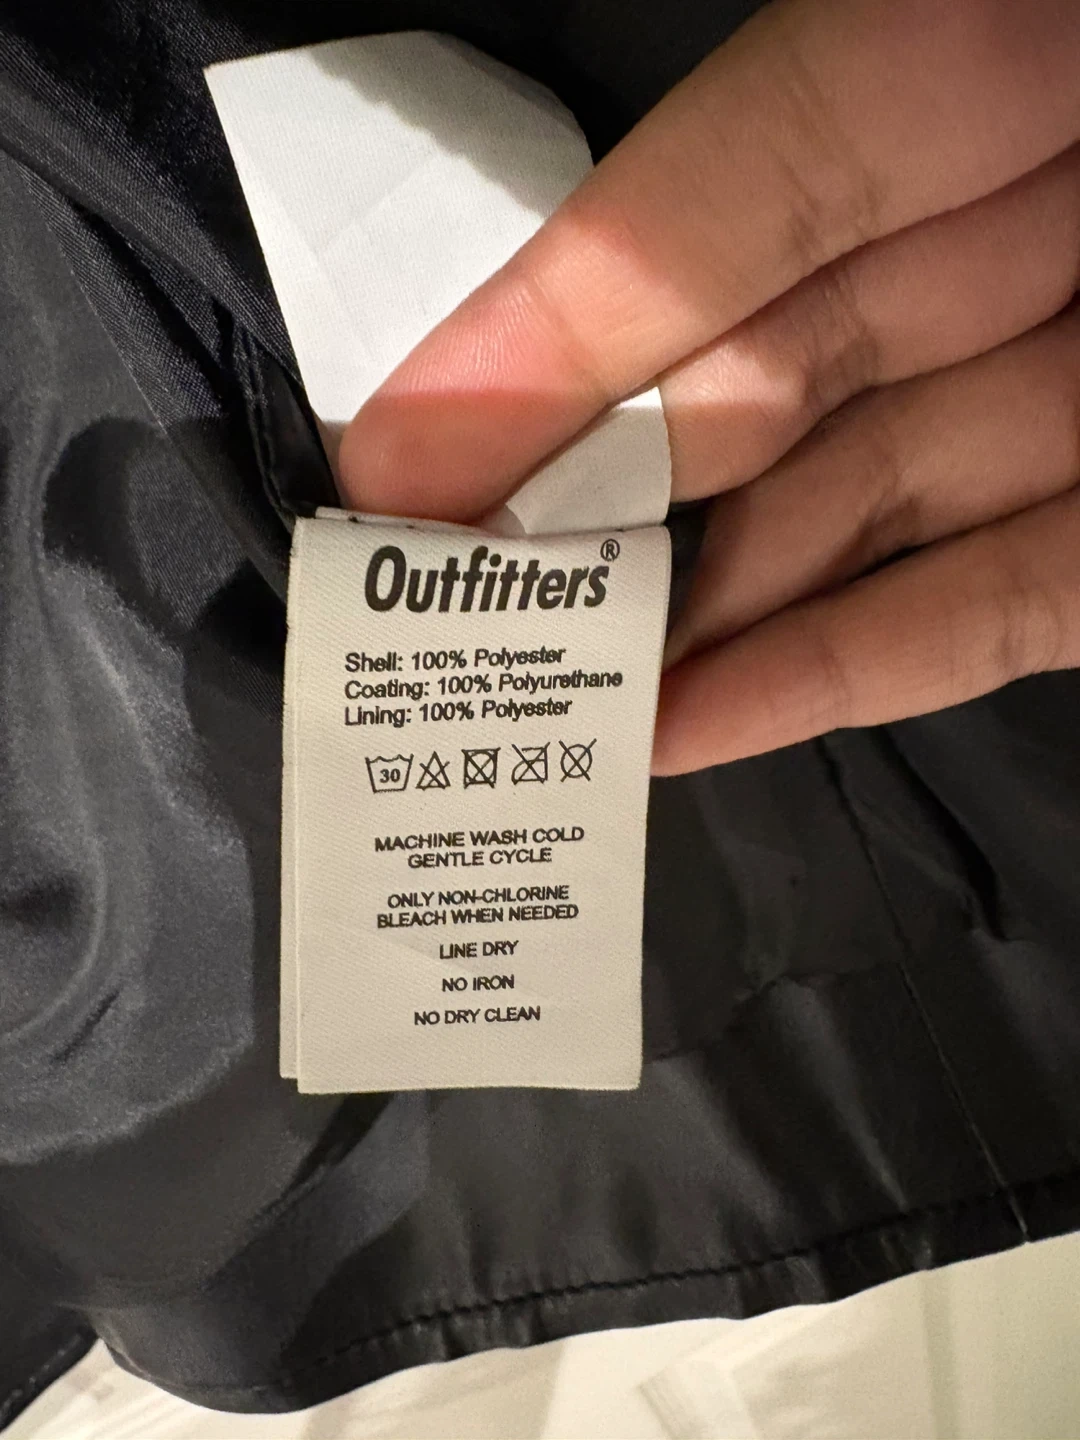 Outfitters®
Shell: 100% Polyester
Coating: 100% Polyurethane
Lining: 100% Polyester
30
MACHINE WASH COLD
GENTLE CYCLE
ONLY NON-CHLORINE
BLEACH WHEN NEEDED
LINE DRY
NO IRON
NO DRY CLEAN